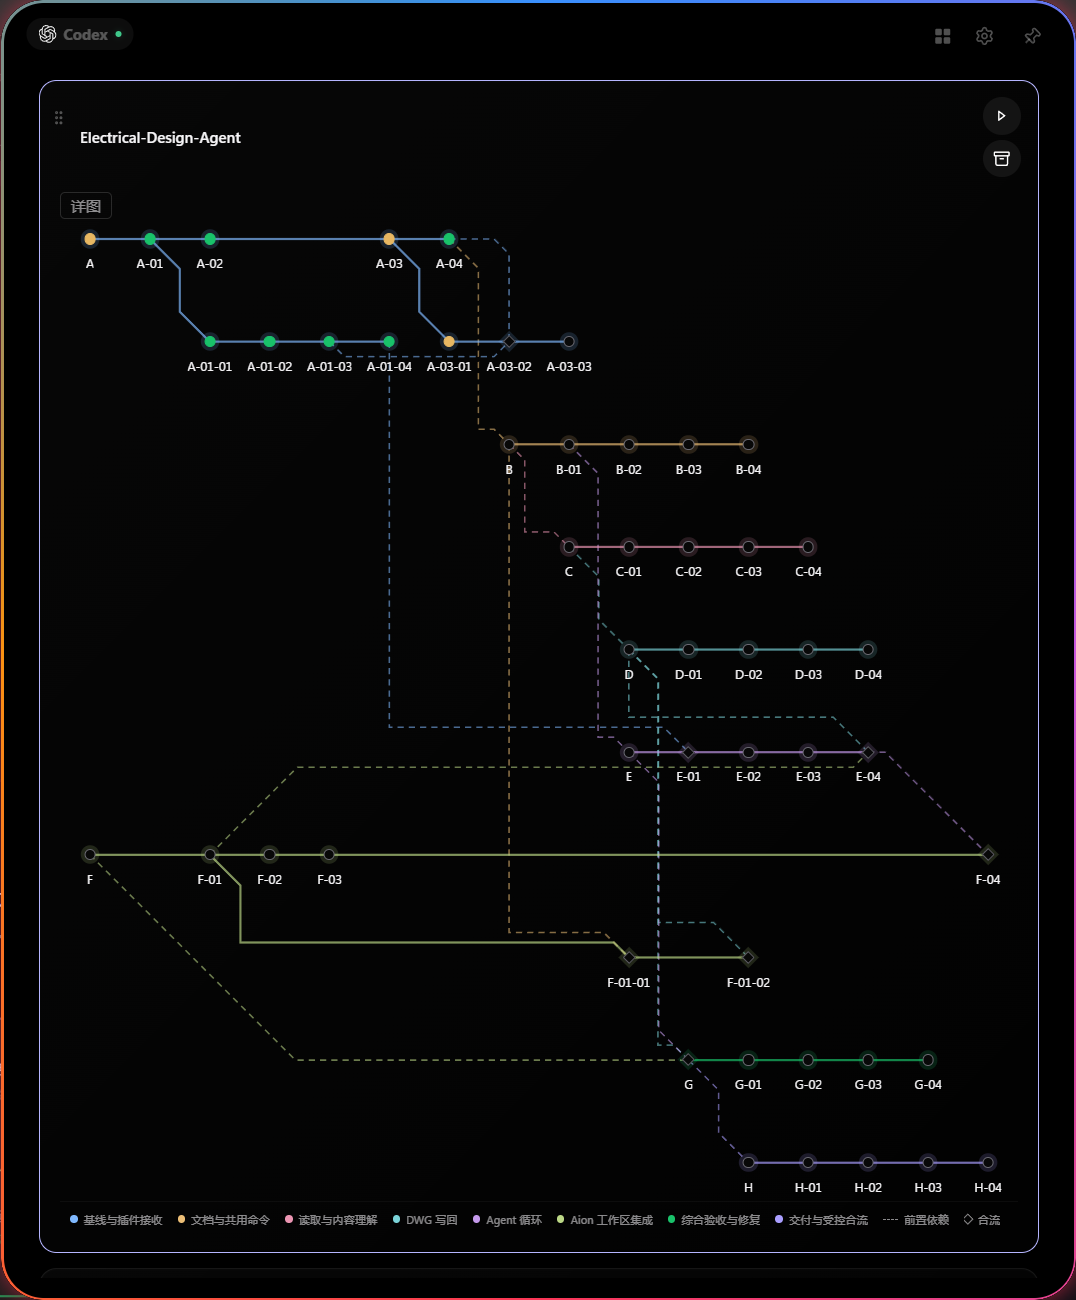 Codex
Electrical-Design-Agent
详图
A A-01 A-02 A-03 A-04
A-01-01 A-01-02 A-01-03 A-01-04 A-03-01 A-03-02 A-03-03
B B-01 B-02 B-03 B-04
C C-01 C-02 C-03 C-04
D D-01 D-02 D-03 D-04
E E-01 E-02 E-03 E-04
F F-01 F-02 F-03 F-04
F-01-01 F-01-02
G G-01 G-02 G-03 G-04
H H-01 H-02 H-03 H-04
基线与插件接收 文档与共用命令 读取与内容理解 DWG 写回 Agent 循环 Aion 工作区集成 综合验收与修复 交付与受控合流 前置依赖 合流